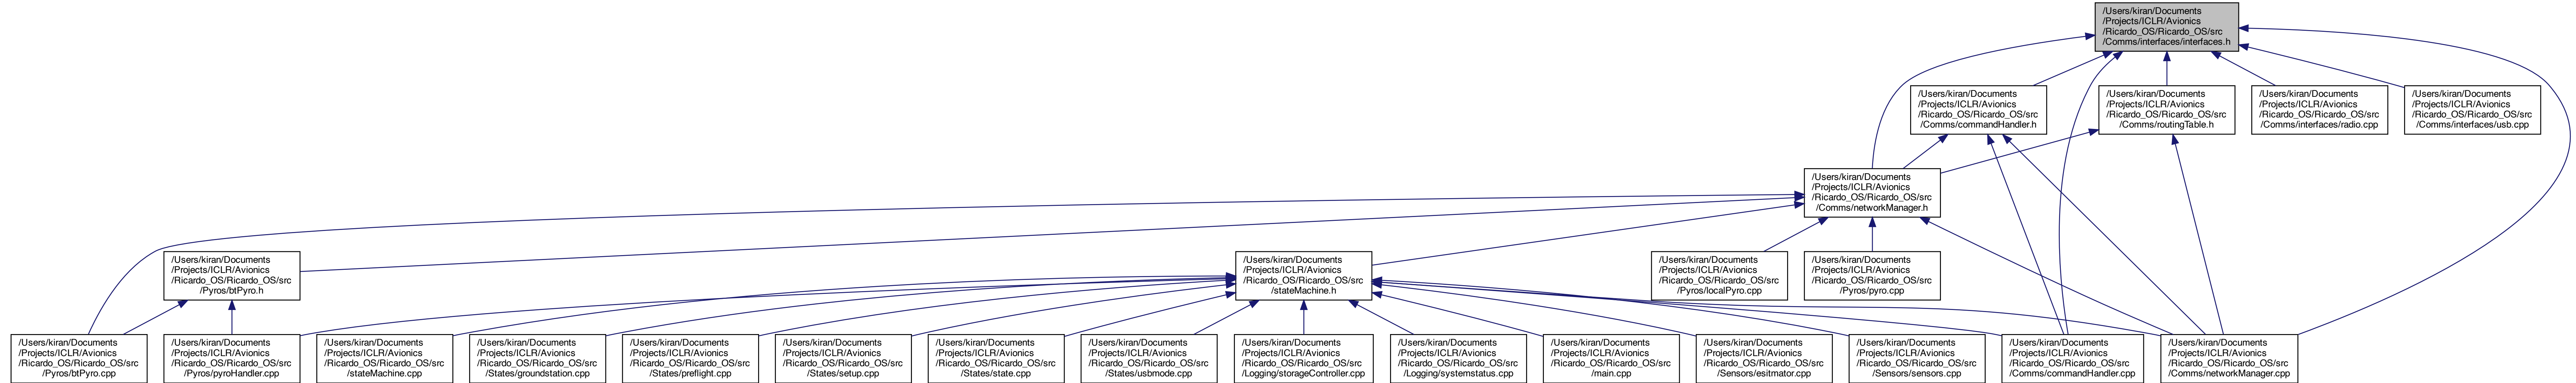 /Users/kiran/Documents
/Projects/ICLR/Avionics
/Ricardo_OS/Ricardo_OS/src
/Comms/interfaces/interfaces.h
/Users/kiran/Documents
/Projects/ICLR/Avionics
/Ricardo_OS/Ricardo_OS/src
/Comms/commandHandler.h
/Users/kiran/Documents
/Projects/ICLR/Avionics
/Ricardo_OS/Ricardo_OS/src
/Comms/routingTable.h
/Users/kiran/Documents
/Projects/ICLR/Avionics
/Ricardo_OS/Ricardo_OS/src
/Comms/interfaces/radio.cpp
/Users/kiran/Documents
/Projects/ICLR/Avionics
/Ricardo_OS/Ricardo_OS/src
/Comms/interfaces/usb.cpp
/Users/kiran/Documents
/Projects/ICLR/Avionics
/Ricardo_OS/Ricardo_OS/src
/Comms/networkManager.h
/Users/kiran/Documents
/Projects/ICLR/Avionics
/Ricardo_OS/Ricardo_OS/src
/Pyros/btPyro.h
/Users/kiran/Documents
/Projects/ICLR/Avionics
/Ricardo_OS/Ricardo_OS/src
/stateMachine.h
/Users/kiran/Documents
/Projects/ICLR/Avionics
/Ricardo_OS/Ricardo_OS/src
/Pyros/localPyro.cpp
/Users/kiran/Documents
/Projects/ICLR/Avionics
/Ricardo_OS/Ricardo_OS/src
/Pyros/pyro.cpp
/Users/kiran/Documents
/Projects/ICLR/Avionics
/Ricardo_OS/Ricardo_OS/src
/Pyros/btPyro.cpp
/Users/kiran/Documents
/Projects/ICLR/Avionics
/Ricardo_OS/Ricardo_OS/src
/Pyros/pyroHandler.cpp
/Users/kiran/Documents
/Projects/ICLR/Avionics
/Ricardo_OS/Ricardo_OS/src
/stateMachine.cpp
/Users/kiran/Documents
/Projects/ICLR/Avionics
/Ricardo_OS/Ricardo_OS/src
/States/groundstation.cpp
/Users/kiran/Documents
/Projects/ICLR/Avionics
/Ricardo_OS/Ricardo_OS/src
/States/preflight.cpp
/Users/kiran/Documents
/Projects/ICLR/Avionics
/Ricardo_OS/Ricardo_OS/src
/States/setup.cpp
/Users/kiran/Documents
/Projects/ICLR/Avionics
/Ricardo_OS/Ricardo_OS/src
/States/state.cpp
/Users/kiran/Documents
/Projects/ICLR/Avionics
/Ricardo_OS/Ricardo_OS/src
/States/usbmode.cpp
/Users/kiran/Documents
/Projects/ICLR/Avionics
/Ricardo_OS/Ricardo_OS/src
/Logging/storageController.cpp
/Users/kiran/Documents
/Projects/ICLR/Avionics
/Ricardo_OS/Ricardo_OS/src
/Logging/systemstatus.cpp
/Users/kiran/Documents
/Projects/ICLR/Avionics
/Ricardo_OS/Ricardo_OS/src
/main.cpp
/Users/kiran/Documents
/Projects/ICLR/Avionics
/Ricardo_OS/Ricardo_OS/src
/Sensors/esitmator.cpp
/Users/kiran/Documents
/Projects/ICLR/Avionics
/Ricardo_OS/Ricardo_OS/src
/Sensors/sensors.cpp
/Users/kiran/Documents
/Projects/ICLR/Avionics
/Ricardo_OS/Ricardo_OS/src
/Comms/commandHandler.cpp
/Users/kiran/Documents
/Projects/ICLR/Avionics
/Ricardo_OS/Ricardo_OS/src
/Comms/networkManager.cpp